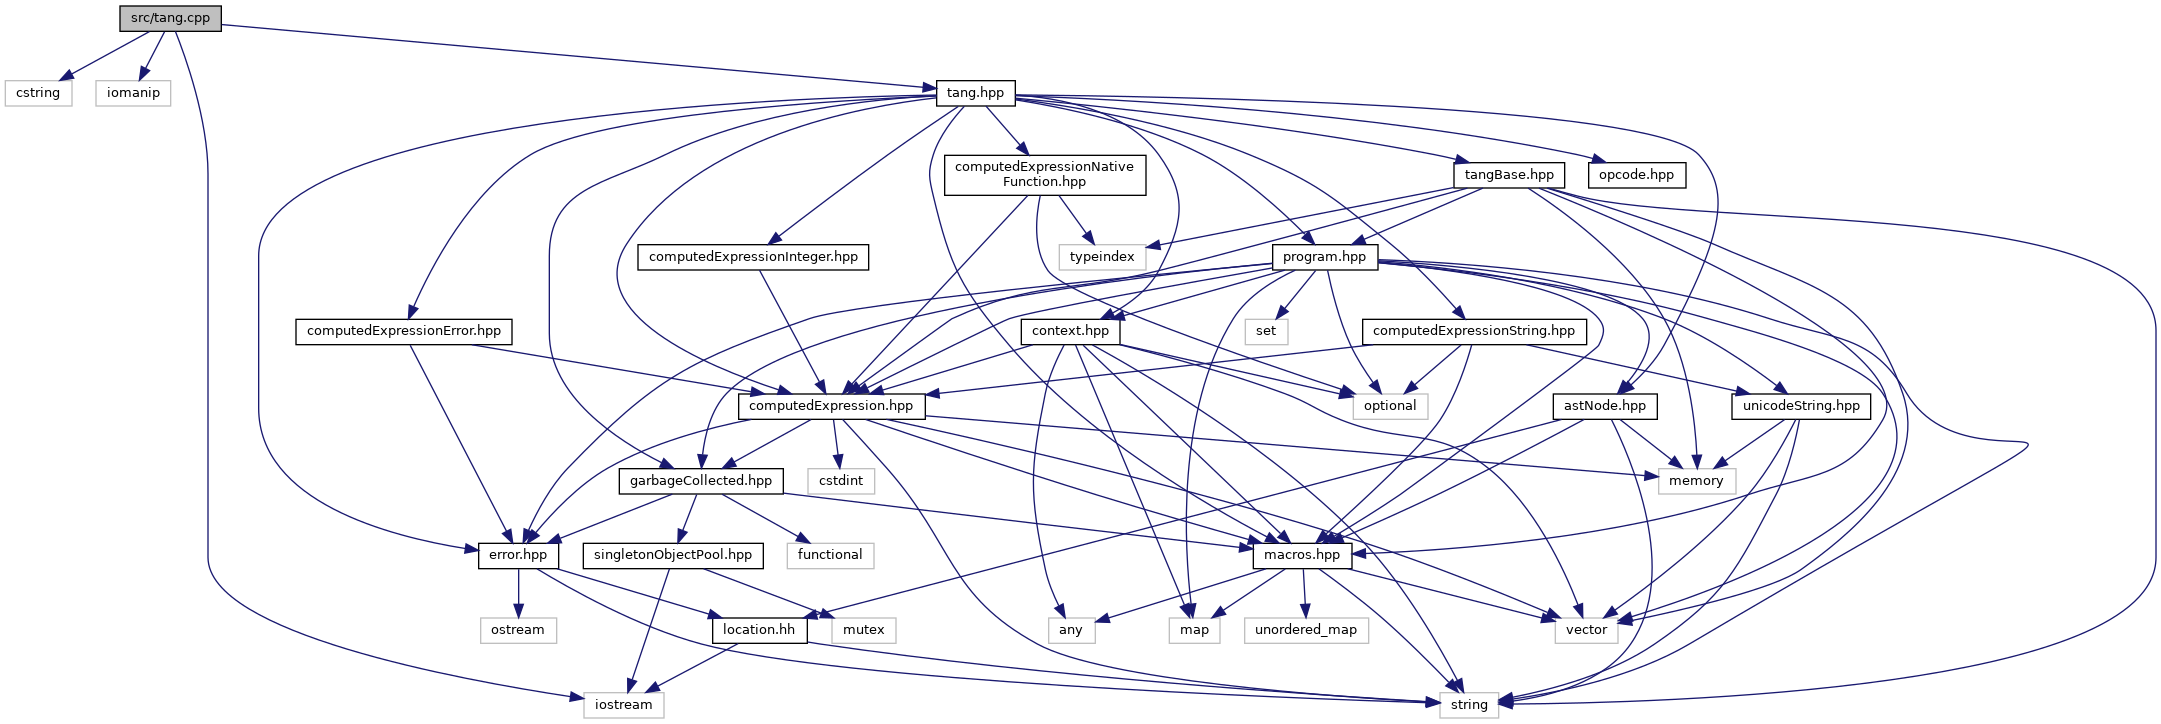 src/tang.cpp
cstring
iomanip
tang.hpp
computedExpressionNative
Function.hpp
tangBase.hpp
opcode.hpp
computedExpressionInteger.hpp
typeindex
program.hpp
computedExpressionError.hpp
context.hpp
set
computedExpressionString.hpp
computedExpression.hpp
optional
astNode.hpp
unicodeString.hpp
garbageCollected.hpp
cstdint
memory
error.hpp
singletonObjectPool.hpp
functional
macros.hpp
ostream
location.hh
mutex
any
map
unordered_map
vector
iostream
string